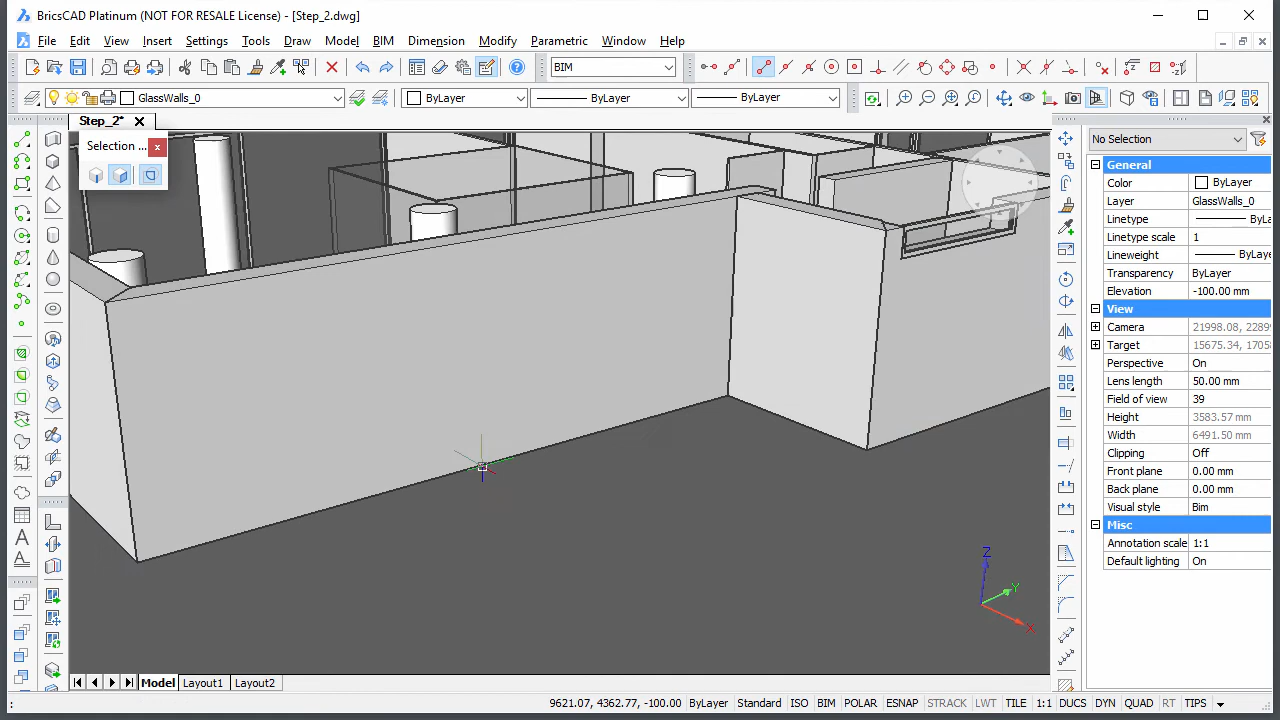 BricsCAD Platinum (NOT FOR RESALE License) - [Step_2.dwg]
File Edit View Insert Settings Tools Draw Model BIM Dimension Modify Parametric Window Help
BIM
GlassWalls_0 ByLayer ByLayer ByLayer
Step_2*
Selection ...
No Selection
General
Color ByLayer
Layer GlassWalls_0
Linetype ByLa
Linetype scale 1
Lineweight ByLa
Transparency ByLayer
Elevation -100.00 mm
View
Camera 21998.08, 2289
Target 15675.34, 1705
Perspective On
Lens length 50.00 mm
Field of view 39
Height 3583.57 mm
Width 6491.50 mm
Clipping Off
Front plane 0.00 mm
Back plane 0.00 mm
Visual style Bim
Misc
Annotation scale 1:1
Default lighting On
Z
Y
X
A
A
Model Layout1 Layout2
: 9621.07, 4362.77, -100.00 ByLayer Standard ISO BIM POLAR ESNAP STRACK LWT TILE 1:1 DUCS DYN QUAD RT TIPS